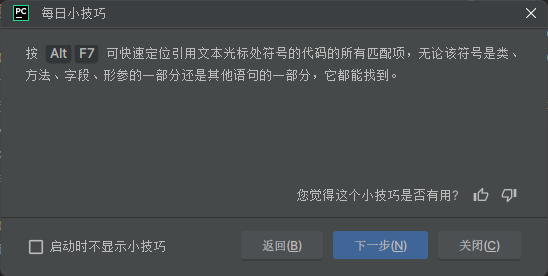 PC 每日小技巧
按 Alt F7 可快速定位引用文本光标处符号的代码的所有匹配项，无论该符号是类、
方法、字段、形参的一部分还是其他语句的一部分，它都能找到。
您觉得这个小技巧是否有用?
启动时不显示小技巧 返回(B) 下一步(N) 关闭(C)